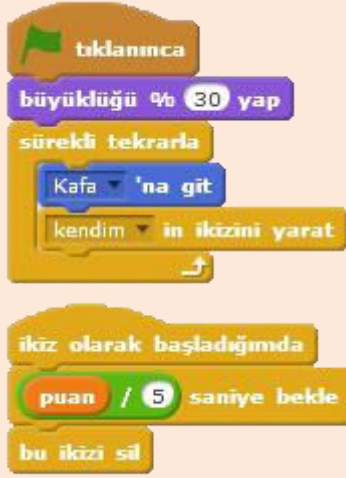 tıklanınca
büyüklüğü % 30 yap
sürekli tekrarla
Kafa 'na git
kendim in ikizini yarat
ikiz olarak başladığımda
puan / 5 saniye bekle
bu ikizi sil